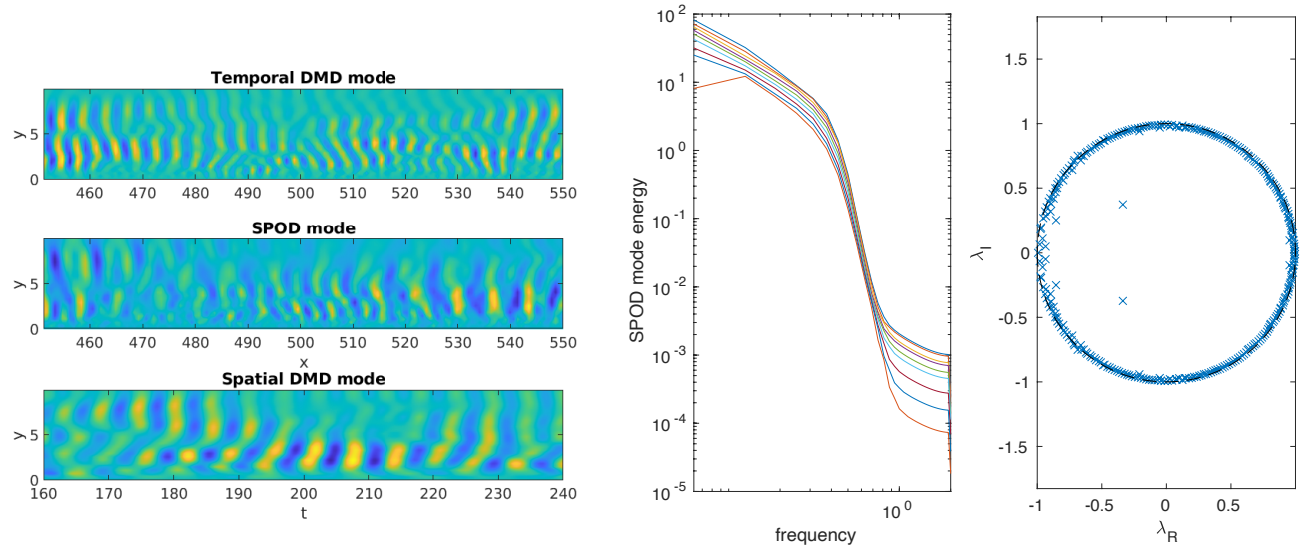 Temporal DMD mode
y
5
0
460 470 480 490 500 510 520 530 540 550
SPOD mode
y
5
0
460 470 480 490 500 510 520 530 540 550
x
Spatial DMD mode
y
5
0
160 170 180 190 200 210 220 230 240
t
SPOD mode energy
10^2
10^1
10^0
10^-1
10^-2
10^-3
10^-4
10^-5
10^0
frequency
λ_I
1.5
1
0.5
0
-0.5
-1
-1.5
-1 -0.5 0 0.5
λ_R